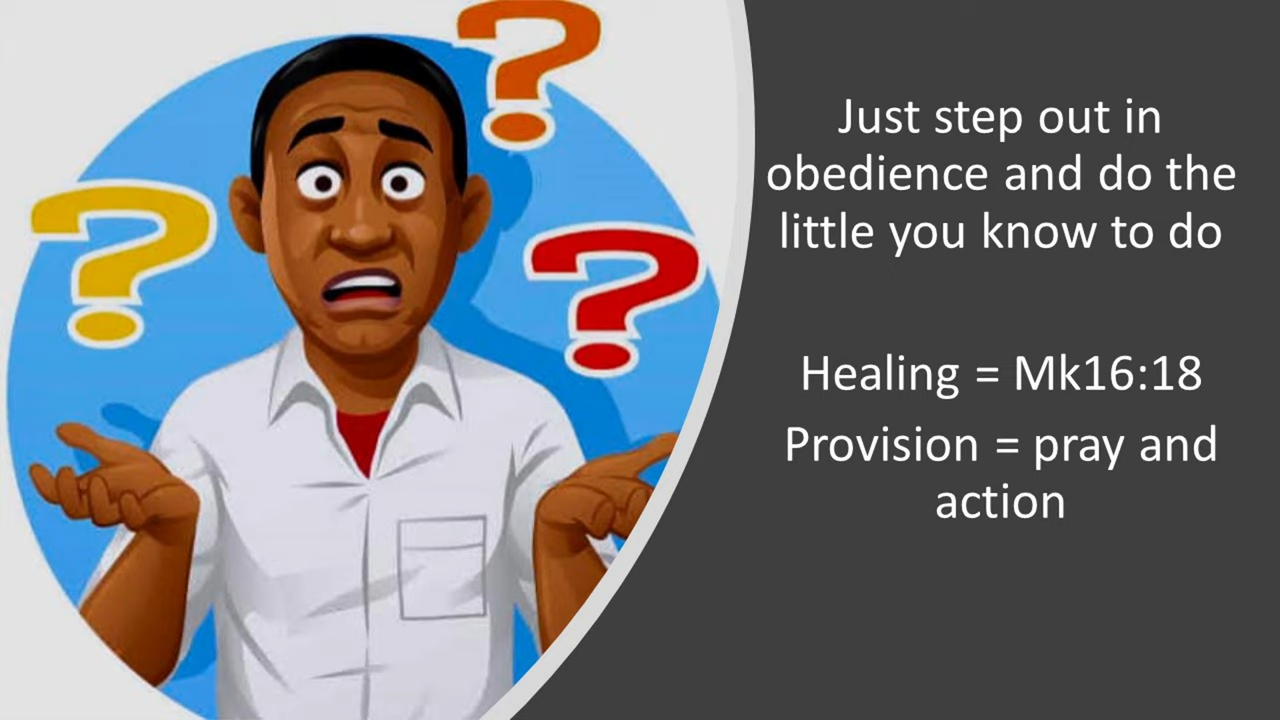 Just step out in
obedience and do the
little you know to do
Healing = Mk16:18
Provision = pray and
action